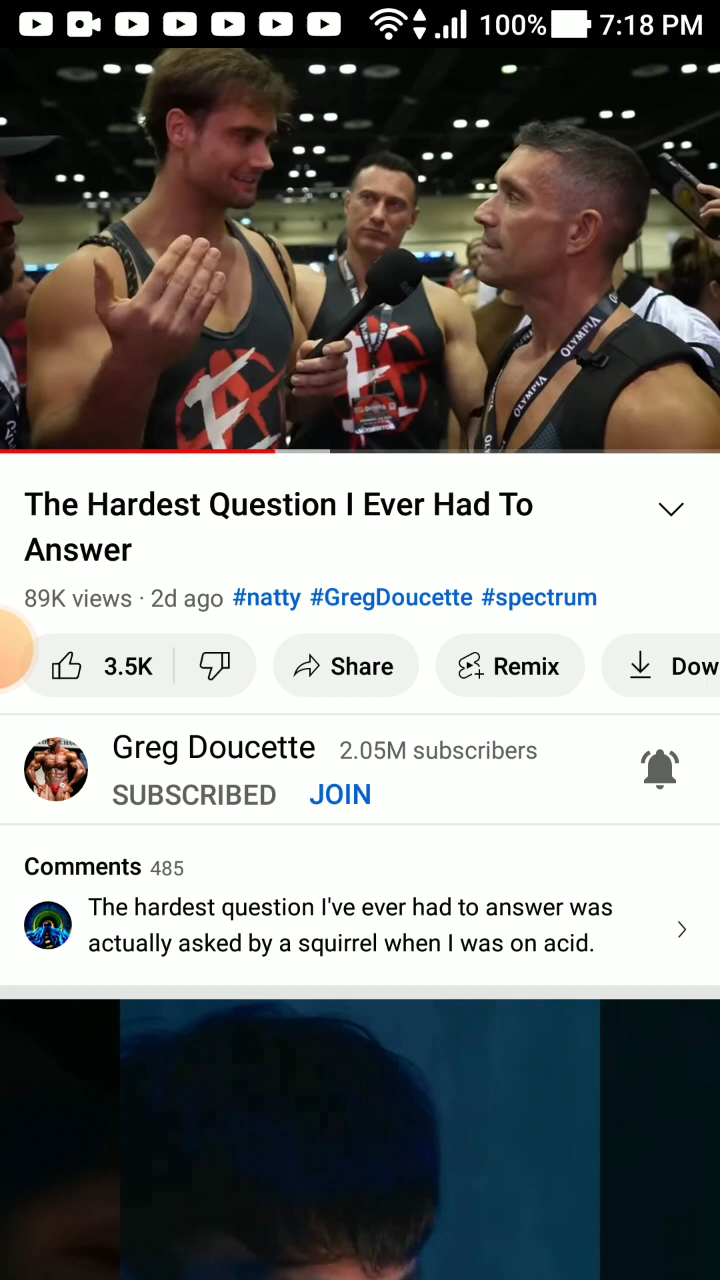 100% 7:18 PM
OLYMPIA
OLYMPIA
The Hardest Question I Ever Had To
Answer
89K views · 2d ago #natty #GregDoucette #spectrum
3.5K Share Remix Dow
Greg Doucette 2.05M subscribers
SUBSCRIBED JOIN
Comments 485
The hardest question I've ever had to answer was
actually asked by a squirrel when I was on acid.